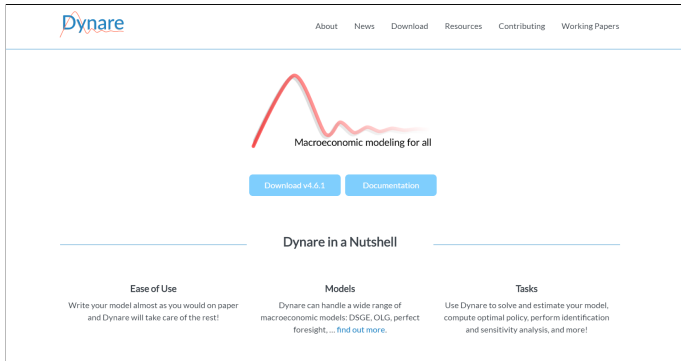 Dynare
About News Download Resources Contributing Working Papers
Macroeconomic modeling for all
Download v4.6.1 Documentation
Dynare in a Nutshell
Ease of Use
Write your model almost as you would on paper
and Dynare will take care of the rest!
Models
Dynare can handle a wide range of
macroeconomic models: DSGE, OLG, perfect
foresight, ... find out more.
Tasks
Use Dynare to solve and estimate your model,
compute optimal policy, perform identification
and sensitivity analysis, and more!